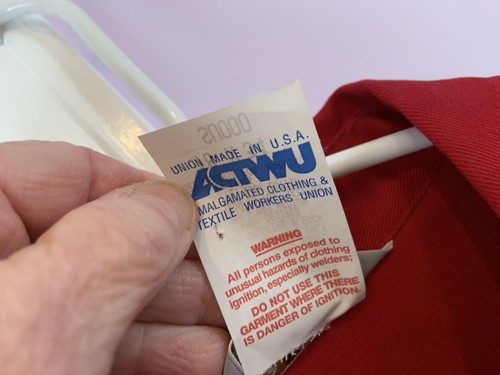 UNION MADE IN U.S.A.
ACTWU
AMALGAMATED CLOTHING &
TEXTILE WORKERS UNION
WARNING
All persons exposed to
unusual hazards of clothing
ignition, especially welders;
DO NOT USE THIS
GARMENT WHERE THERE
IS DANGER OF IGNITION.